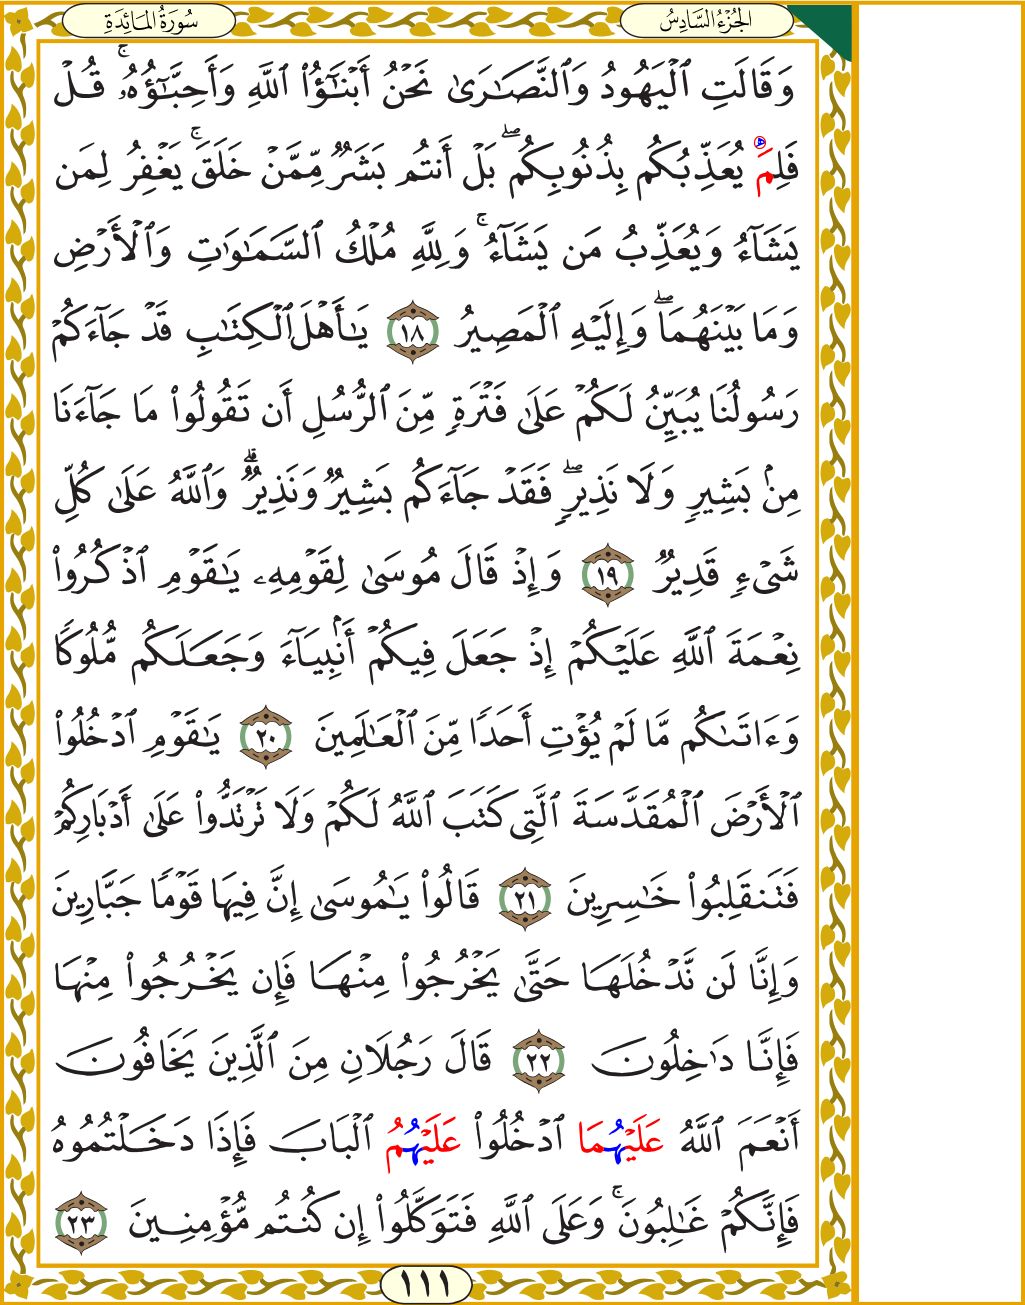 الجُزْءُ السَّادِسُ
سُورَةُ المَائِدَةِ
وَقَالَتِ ٱلۡيَهُودُ وَٱلنَّصَٰرَىٰ نَحۡنُ أَبۡنَٰٓؤُاْ ٱللَّهِ وَأَحِبَّٰٓؤُهُۥۚ قُلۡ
فَلِمَ يُعَذِّبُكُم بِذُنُوبِكُمۖ بَلۡ أَنتُم بَشَرٞ مِّمَّنۡ خَلَقَۚ يَغۡفِرُ لِمَن
يَشَآءُ وَيُعَذِّبُ مَن يَشَآءُۚ وَلِلَّهِ مُلۡكُ ٱلسَّمَٰوَٰتِ وَٱلۡأَرۡضِ
وَمَا بَيۡنَهُمَاۖ وَإِلَيۡهِ ٱلۡمَصِيرُ ١٨ يَٰٓأَهۡلَ ٱلۡكِتَٰبِ قَدۡ جَآءَكُمۡ
رَسُولُنَا يُبَيِّنُ لَكُمۡ عَلَىٰ فَتۡرَةٖ مِّنَ ٱلرُّسُلِ أَن تَقُولُواْ مَا جَآءَنَا
مِنۢ بَشِيرٖ وَلَا نَذِيرٖۖ فَقَدۡ جَآءَكُم بَشِيرٞ وَنَذِيرٞۗ وَٱللَّهُ عَلَىٰ كُلِّ
شَيۡءٖ قَدِيرٞ ١٩ وَإِذۡ قَالَ مُوسَىٰ لِقَوۡمِهِۦ يَٰقَوۡمِ ٱذۡكُرُواْ
نِعۡمَةَ ٱللَّهِ عَلَيۡكُمۡ إِذۡ جَعَلَ فِيكُمۡ أَنۢبِيَآءَ وَجَعَلَكُم مُّلُوكٗا
وَءَاتَىٰكُم مَّا لَمۡ يُؤۡتِ أَحَدٗا مِّنَ ٱلۡعَٰلَمِينَ ٢٠ يَٰقَوۡمِ ٱدۡخُلُواْ
ٱلۡأَرۡضَ ٱلۡمُقَدَّسَةَ ٱلَّتِي كَتَبَ ٱللَّهُ لَكُمۡ وَلَا تَرۡتَدُّواْ عَلَىٰٓ أَدۡبَارِكُمۡ
فَتَنقَلِبُواْ خَٰسِرِينَ ٢١ قَالُواْ يَٰمُوسَىٰٓ إِنَّ فِيهَا قَوۡمٗا جَبَّارِينَ
وَإِنَّا لَن نَّدۡخُلَهَا حَتَّىٰ يَخۡرُجُواْ مِنۡهَا فَإِن يَخۡرُجُواْ مِنۡهَا
فَإِنَّا دَٰخِلُونَ ٢٢ قَالَ رَجُلَانِ مِنَ ٱلَّذِينَ يَخَافُونَ
أَنۡعَمَ ٱللَّهُ عَلَيۡهُمَا ٱدۡخُلُواْ عَلَيۡهُمُ ٱلۡبَابَ فَإِذَا دَخَلۡتُمُوهُ
فَإِنَّكُمۡ غَٰلِبُونَۚ وَعَلَى ٱللَّهِ فَتَوَكَّلُوٓاْ إِن كُنتُم مُّؤۡمِنِينَ ٢٣
١١١